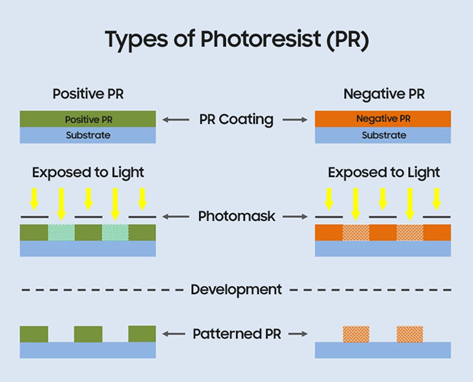 Types of Photoresist (PR)
Positive PR
Negative PR
Positive PR
PR Coating
Negative PR
Substrate
Substrate
Exposed to Light
Exposed to Light
Photomask
Development
Patterned PR